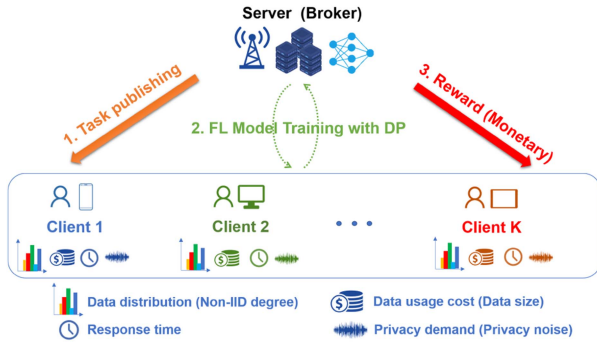 Server (Broker)
1. Task publishing
2. FL Model Training with DP
3. Reward (Monetary)
Client 1
Client 2
Client K
Data distribution (Non-IID degree)
Data usage cost (Data size)
Response time
Privacy demand (Privacy noise)